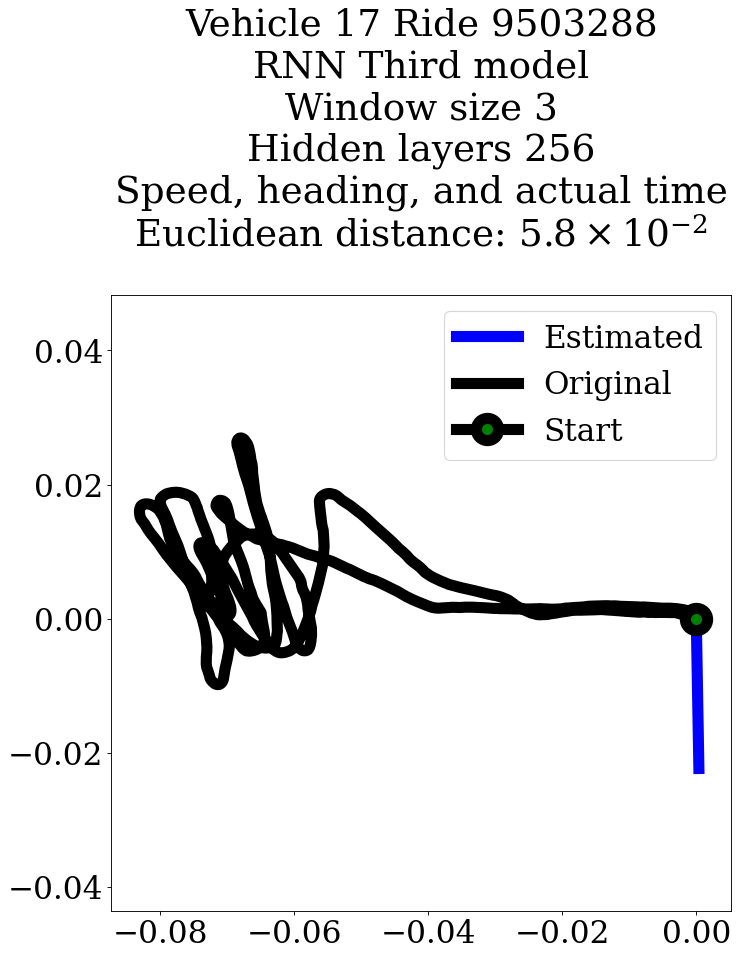 Vehicle 17 Ride 9503288
RNN Third model
Window size 3
Hidden layers 256
Speed, heading, and actual time
Euclidean distance: 5.8 × 10⁻²
Estimated
Original
Start
0.04
0.02
0.00
−0.02
−0.04
−0.08
−0.06
−0.04
−0.02
0.00